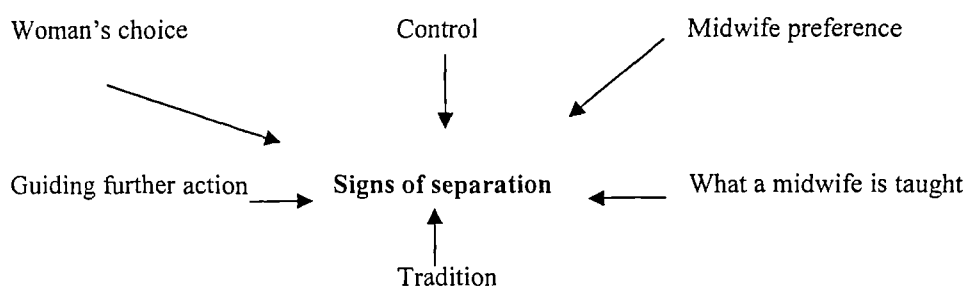 Woman's choice Control Midwife preference
Guiding further action Signs of separation What a midwife is taught
Tradition